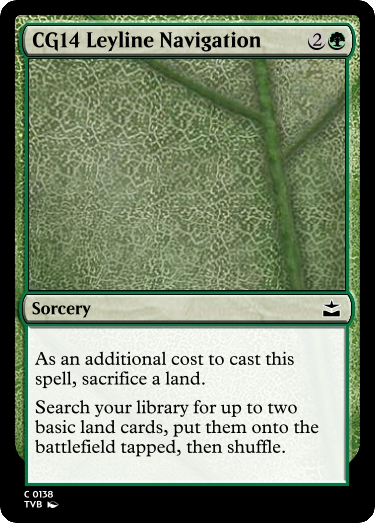 CG14 Leyline Navigation 2
Sorcery
As an additional cost to cast this
spell, sacrifice a land.
Search your library for up to two
basic land cards, put them onto the
battlefield tapped, then shuffle.
C 0138
TVB